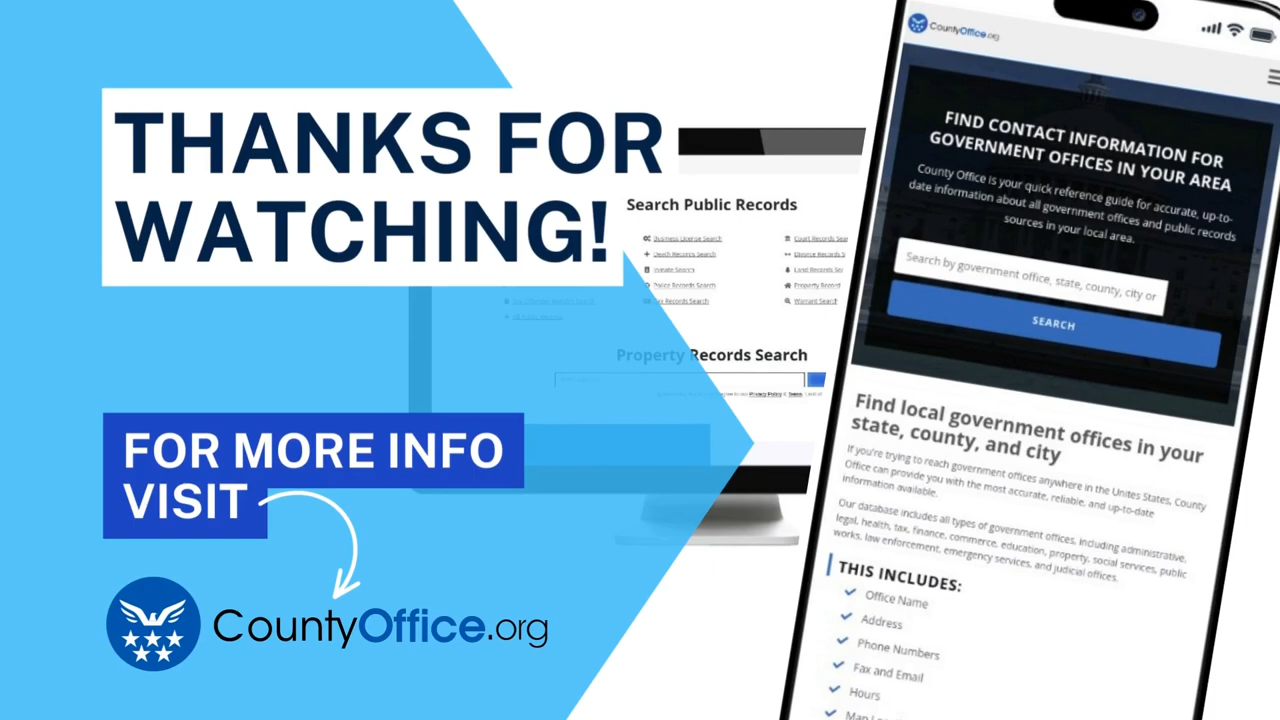 THANKS FOR
WATCHING!
FOR MORE INFO
VISIT
CountyOffice.org
Search Public Records
Business License Search
Death Records Search
Inmate Search
Police Records Search
Tax Records Search
Court Records Sear
Divorce Records S
Land Records Sear
Property Record
Warrant Search
All Public Records
Property Records Search
Privacy Policy & Terms
CountyOffice.org
FIND CONTACT INFORMATION FOR
GOVERNMENT OFFICES IN YOUR AREA
County Office is your quick reference guide for accurate, up-to-
date information about all government offices and public records
sources in your local area.
Search by government office, state, county, city or
SEARCH
Find local government offices in your
state, county, and city
If you're trying to reach government offices anywhere in the Unites States, County
Office can provide you with the most accurate, reliable, and up-to-date
information available.
Our database includes all types of government offices, including administrative,
legal, health, tax, finance, commerce, education, property, social services, public
works, law enforcement, emergency services, and judicial offices.
THIS INCLUDES:
Office Name
Address
Phone Numbers
Fax and Email
Hours